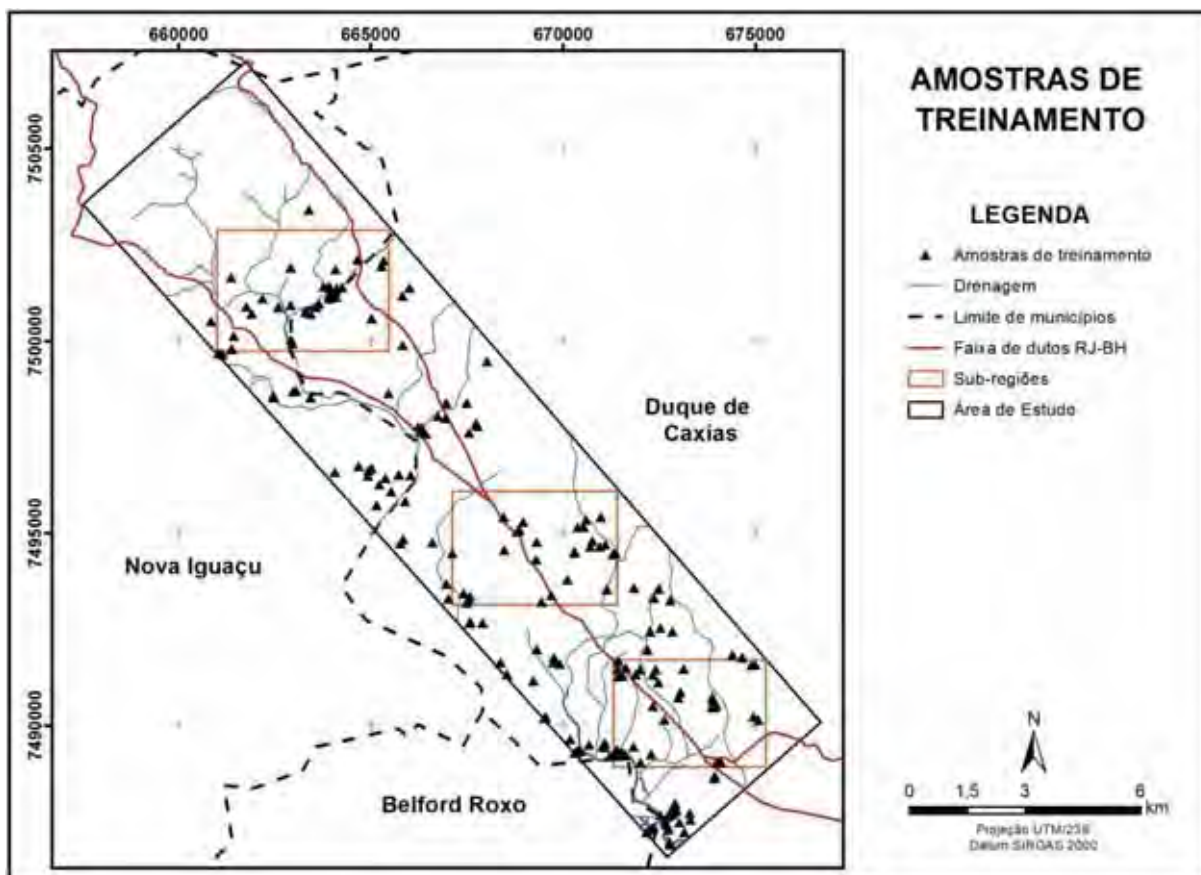 660000 665000 670000 675000
7505000
7500000
7495000
7490000
Duque de
Caxias
Nova Iguaçu
Belford Roxo
AMOSTRAS DE
TREINAMENTO
LEGENDA
Amostras de treinamento
Drenagem
Limite de municípios
Faixa de dutos RJ-BH
Sub-regiões
Área de Estudo
N
0 1,5 3 6
km
Projeção UTM/23S
Datum SIRGAS 2000